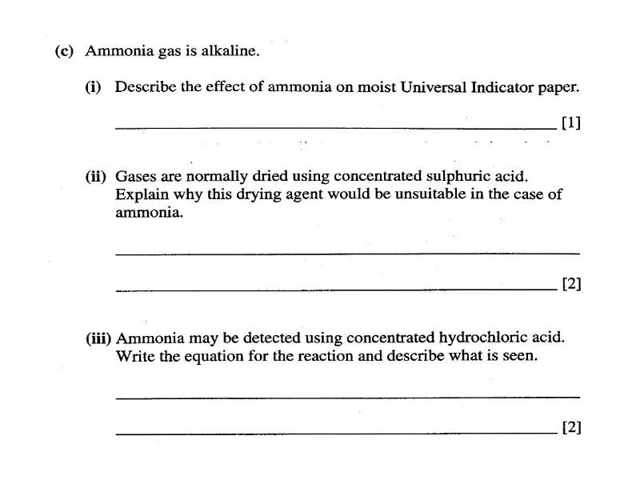 (c) Ammonia gas is alkaline.
(i) Describe the effect of ammonia on moist Universal Indicator paper.
[1]
(ii) Gases are normally dried using concentrated sulphuric acid.
Explain why this drying agent would be unsuitable in the case of
ammonia.
[2]
(iii) Ammonia may be detected using concentrated hydrochloric acid.
Write the equation for the reaction and describe what is seen.
[2]